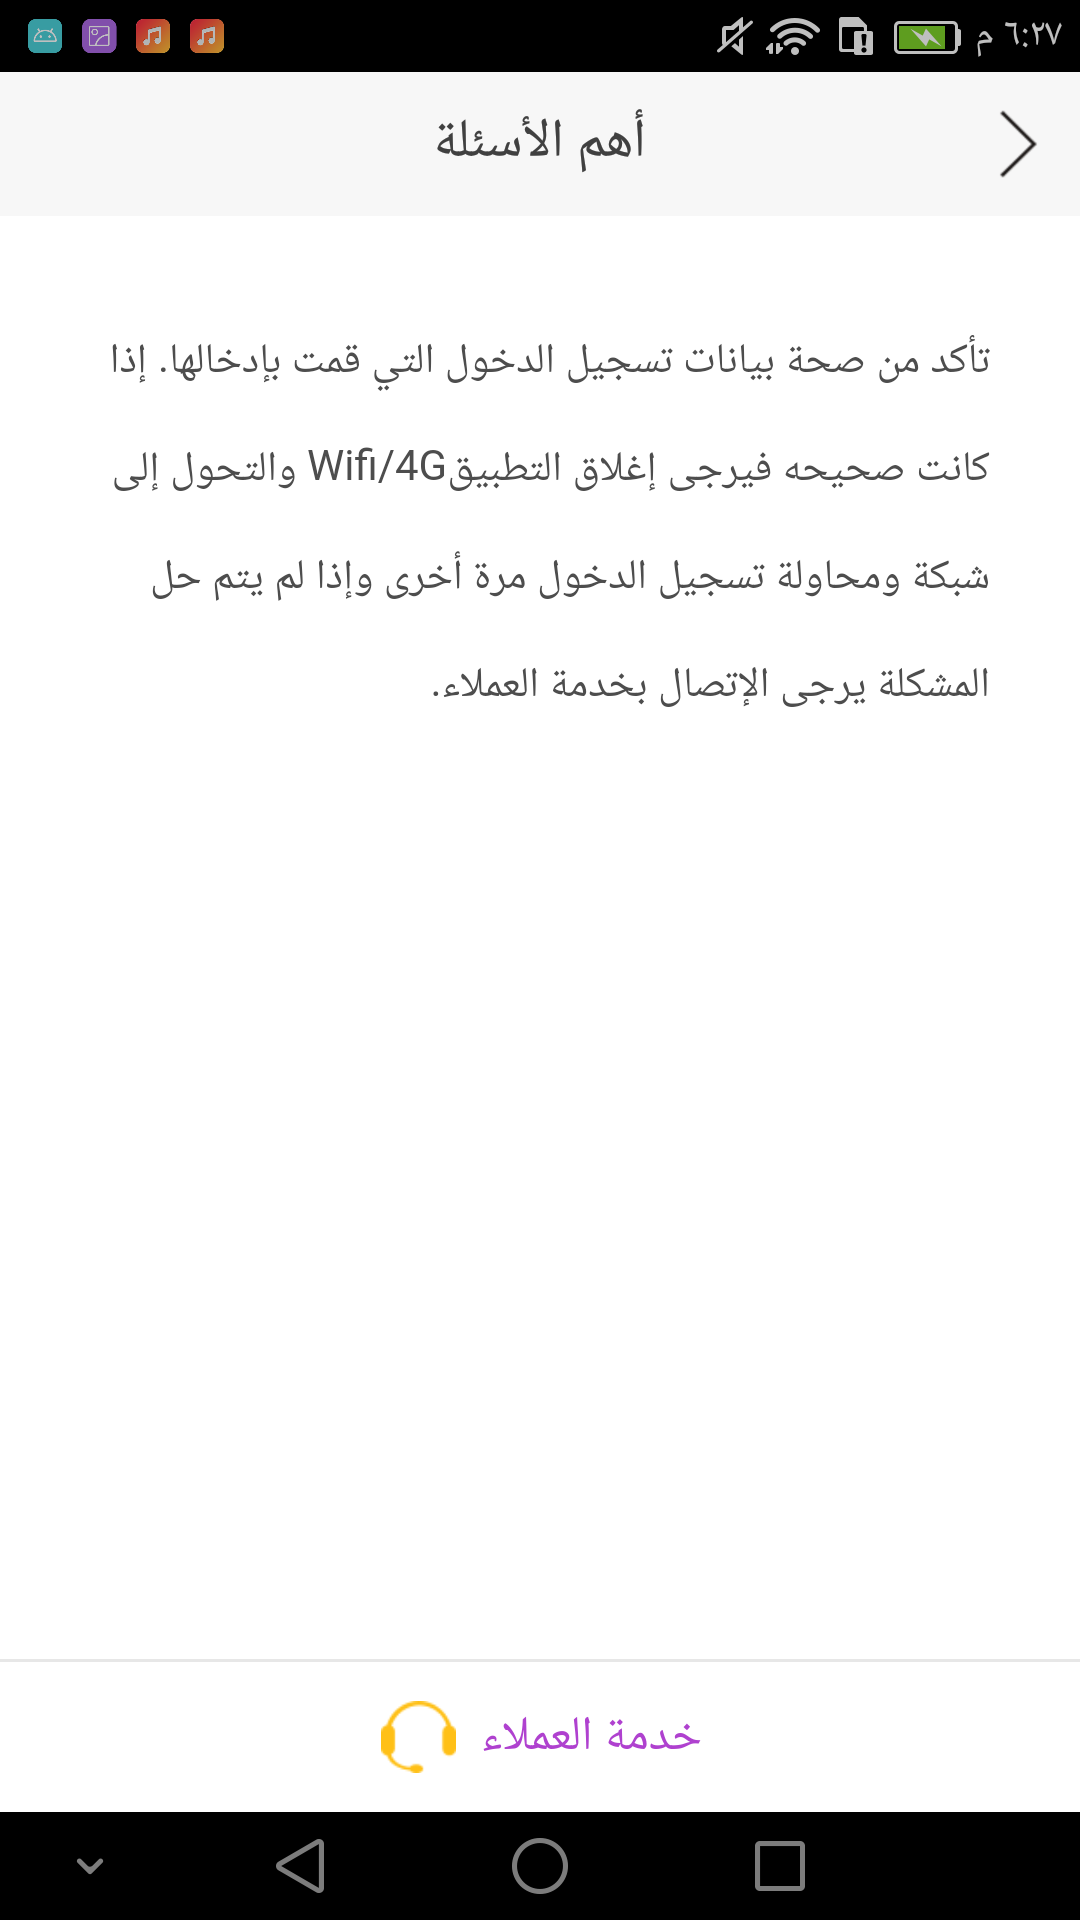 ٦:٢٧ م
أهم الأسئلة
تأكد من صحة بيانات تسجيل الدخول التي قمت بإدخالها. إذا
كانت صحيحه فيرجى إغلاق التطبيقWifi/4G والتحول إلى
شبكة ومحاولة تسجيل الدخول مرة أخرى وإذا لم يتم حل
المشكلة يرجى الإتصال بخدمة العملاء.
خدمة العملاء